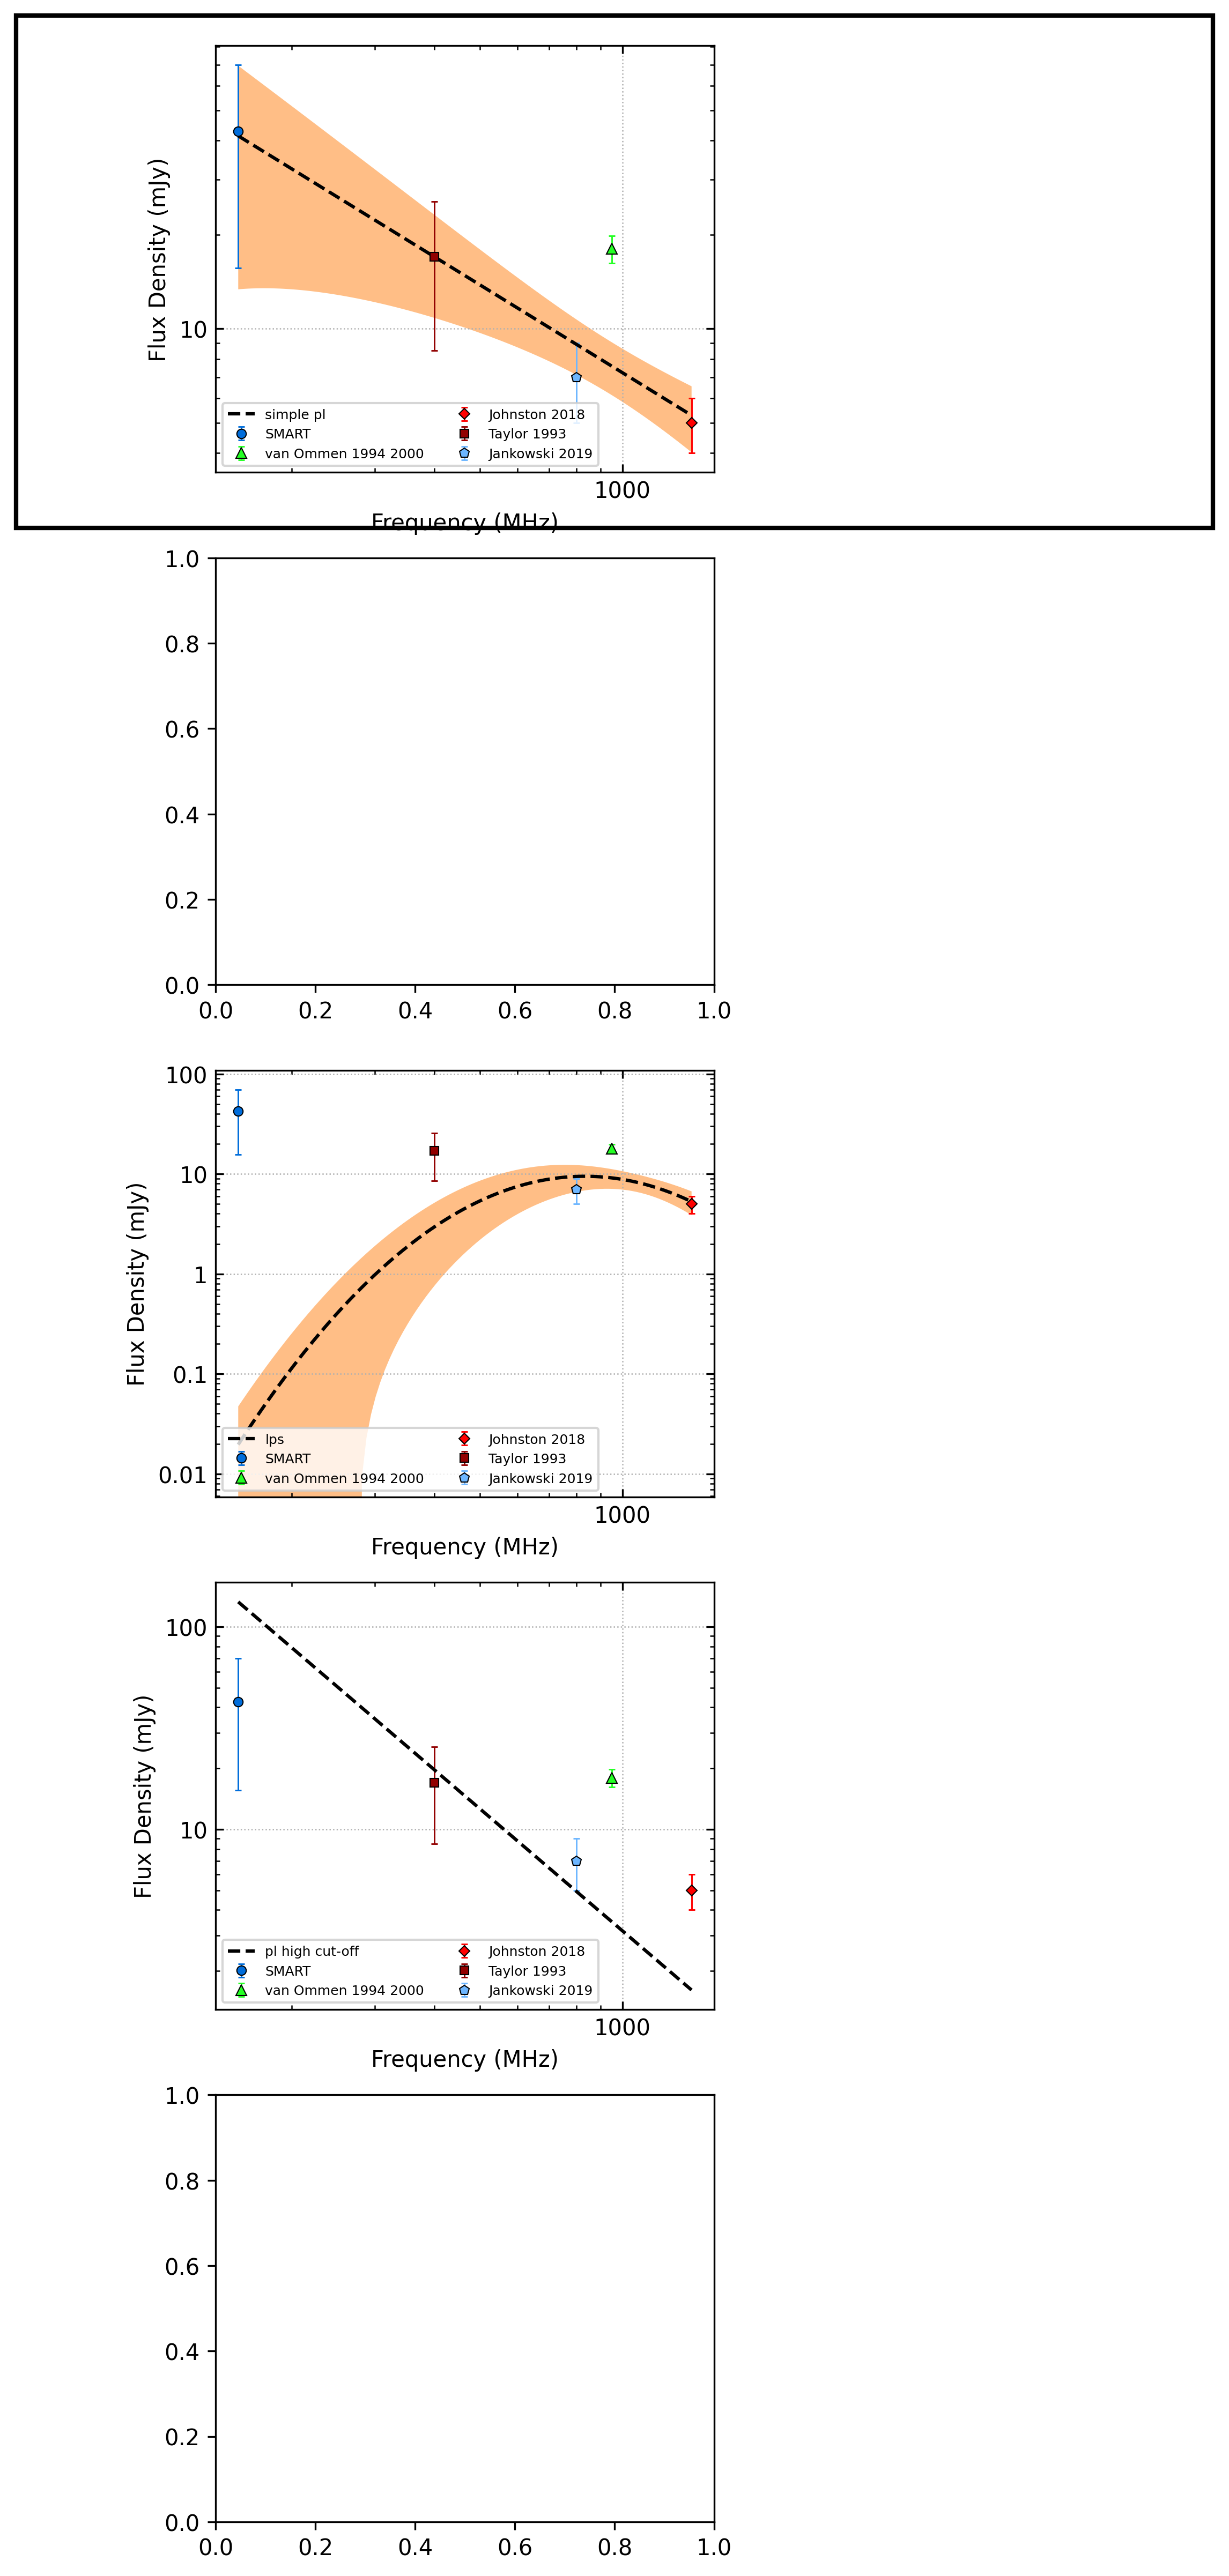 Flux Density (mJy)
10
simple pl
SMART
van Ommen 1994 2000
Johnston 2018
Taylor 1993
Jankowski 2019
1000
Frequency (MHz)
1.0
0.8
0.6
0.4
0.2
0.0
0.0 0.2 0.4 0.6 0.8 1.0
Flux Density (mJy)
100
10
1
0.1
0.01
lps
SMART
van Ommen 1994 2000
Johnston 2018
Taylor 1993
Jankowski 2019
1000
Frequency (MHz)
Flux Density (mJy)
100
10
pl high cut-off
SMART
van Ommen 1994 2000
Johnston 2018
Taylor 1993
Jankowski 2019
1000
Frequency (MHz)
1.0
0.8
0.6
0.4
0.2
0.0
0.0 0.2 0.4 0.6 0.8 1.0